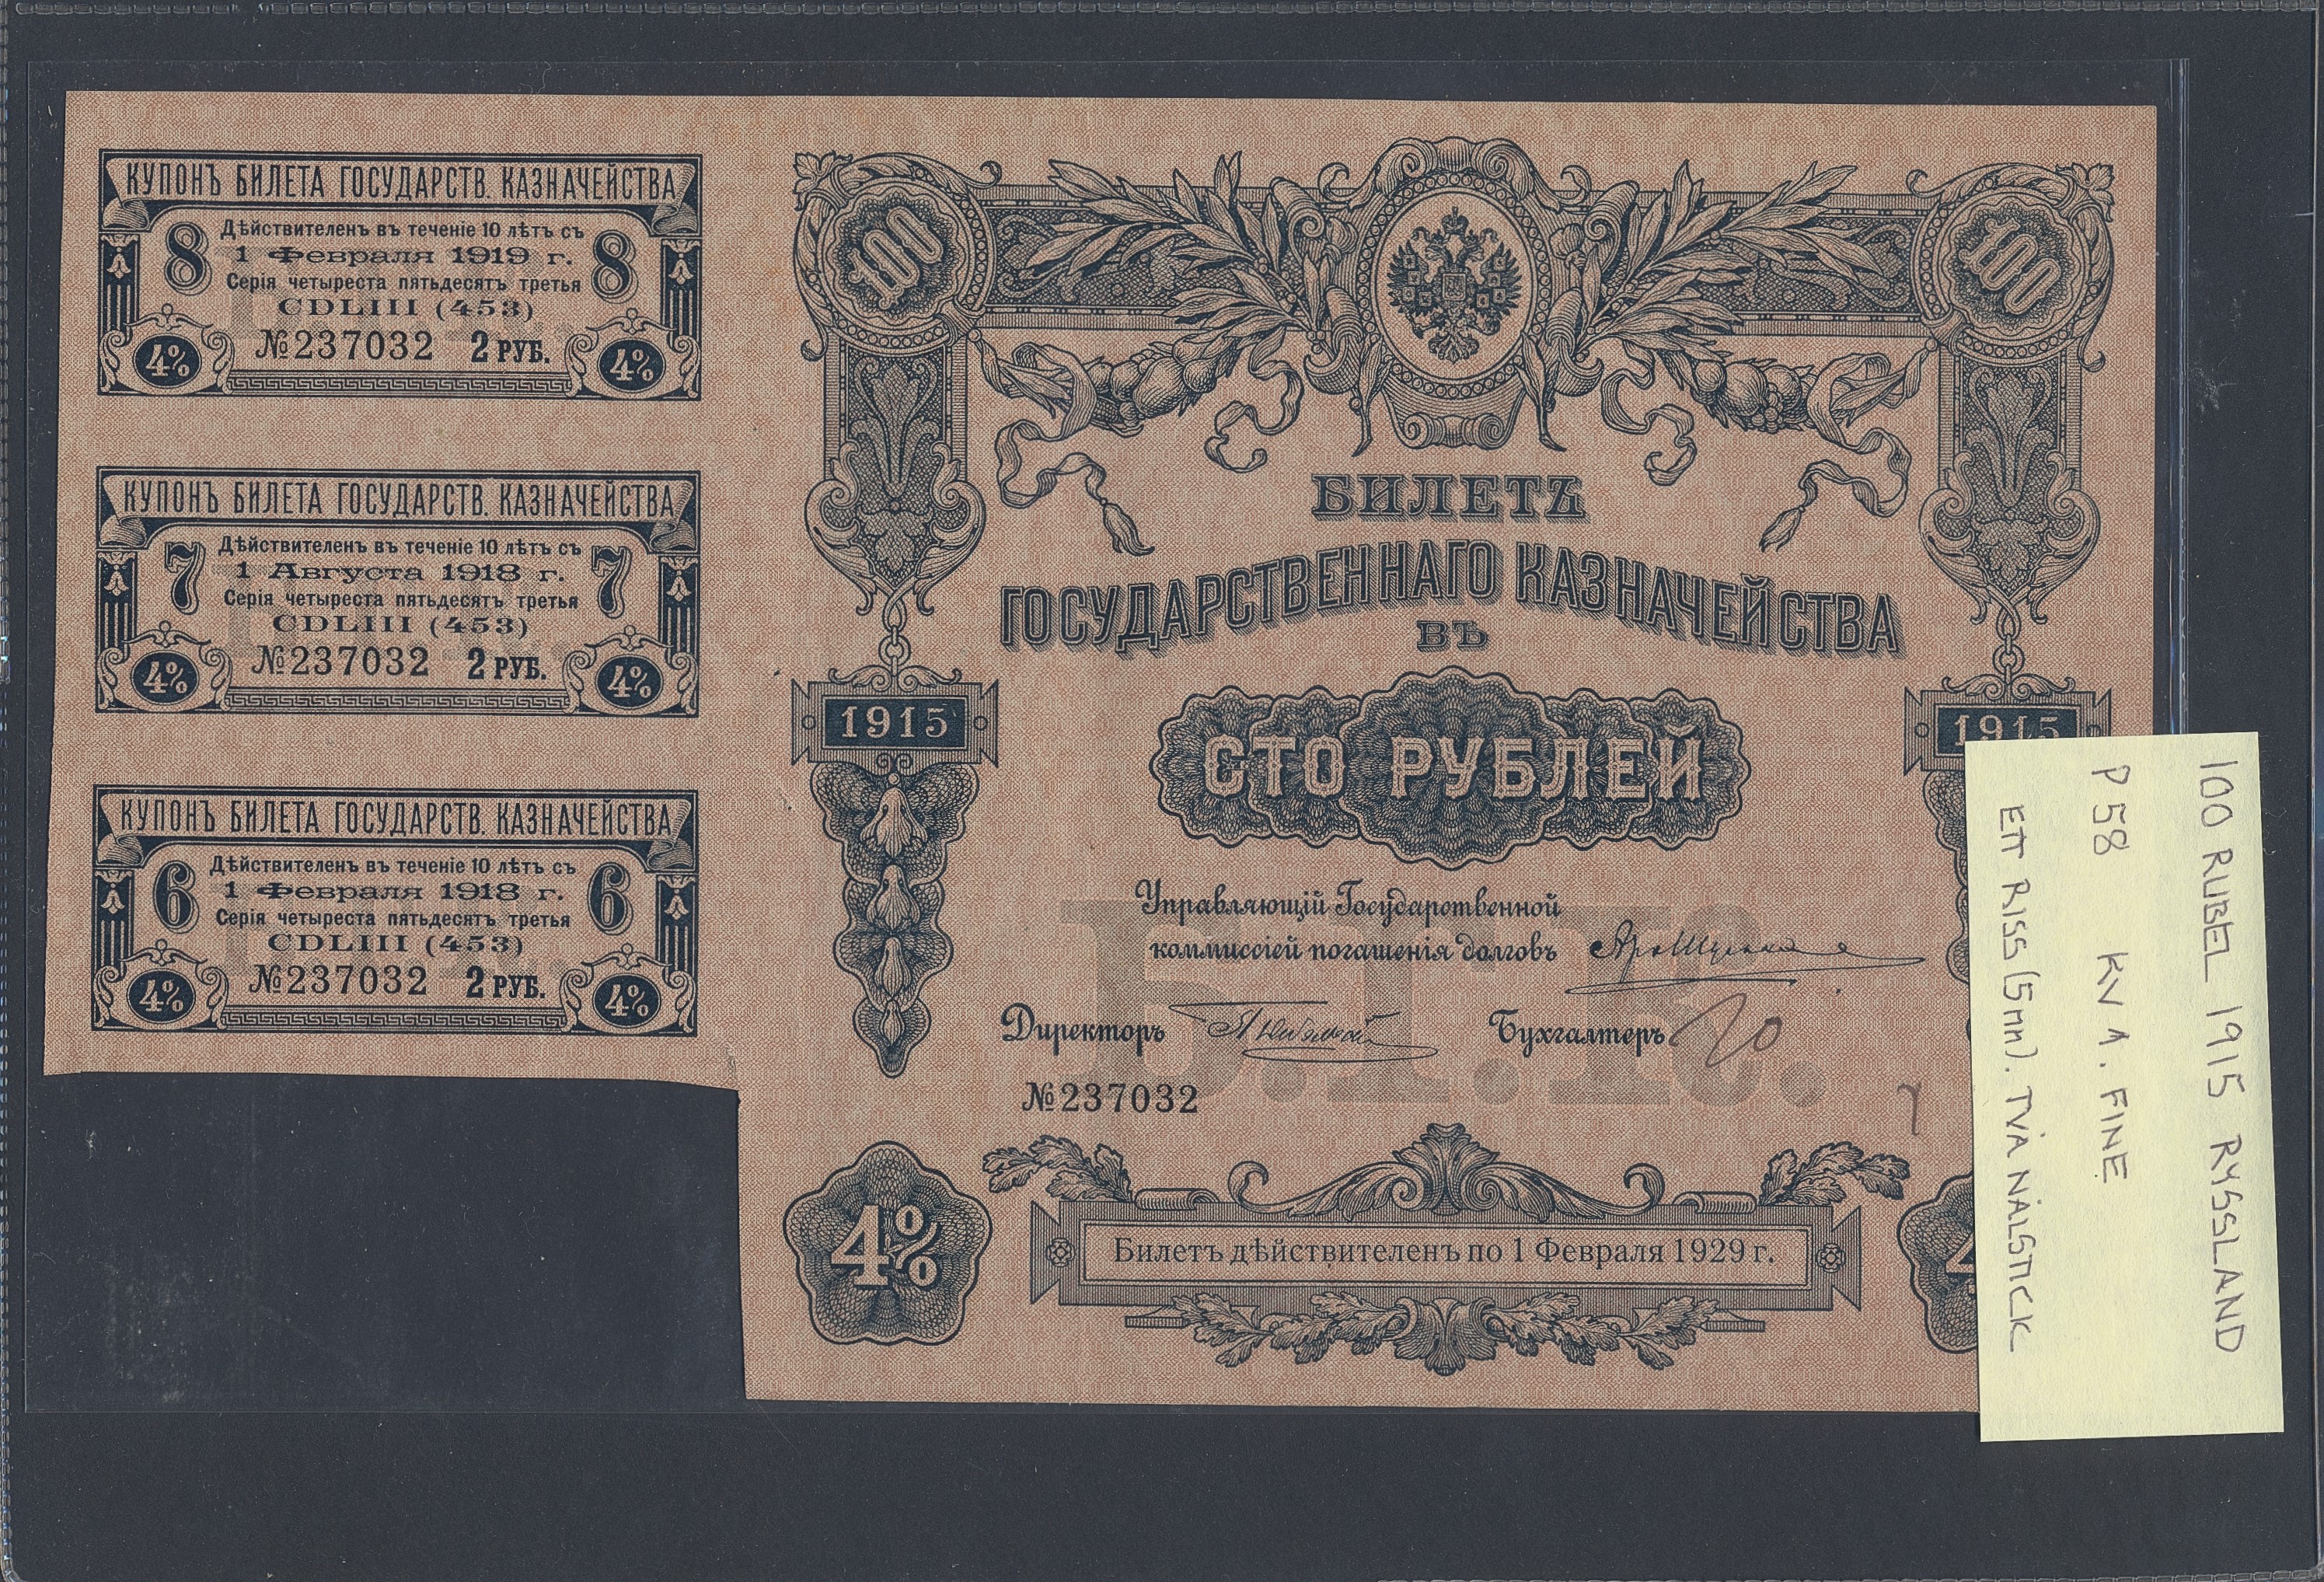 КУПОНЪ БИЛЕТА ГОСУДАРСТВ. КАЗНАЧЕЙСТВА
8 Дѣйствителенъ въ теченіе 10 лѣтъ съ 8
1 Февраля 1919 г.
Серія четыреста пятьдесятъ третья
CDLIII (453)
№237032 2 РУБ.
4% 4%
КУПОНЪ БИЛЕТА ГОСУДАРСТВ. КАЗНАЧЕЙСТВА
7 Дѣйствителенъ въ теченіе 10 лѣтъ съ 7
1 Августа 1918 г.
Серія четыреста пятьдесятъ третья
CDLIII (453)
№237032 2 РУБ.
4% 4%
КУПОНЪ БИЛЕТА ГОСУДАРСТВ. КАЗНАЧЕЙСТВА
6 Дѣйствителенъ въ теченіе 10 лѣтъ съ 6
1 Февраля 1918 г.
Серія четыреста пятьдесятъ третья
CDLIII (453)
№237032 2 РУБ.
4% 4%
100 100
БИЛЕТЪ
ГОСУДАРСТВЕННАГО КАЗНАЧЕЙСТВА
ВЪ
1915 1915
СТО РУБЛЕЙ
Управляющій Государственной
коммиссіей погашенія долговъ
Директоръ Бухгалтеръ
Б.Г.К.
№237032
4%
Билетъ дѣйствителенъ по 1 Февраля 1929 г.
100 RUBEL 1915 RYSSLAND
P 58 KV 1. FINE
ETT RISS (5mm). TVÅ NÅLSTICK